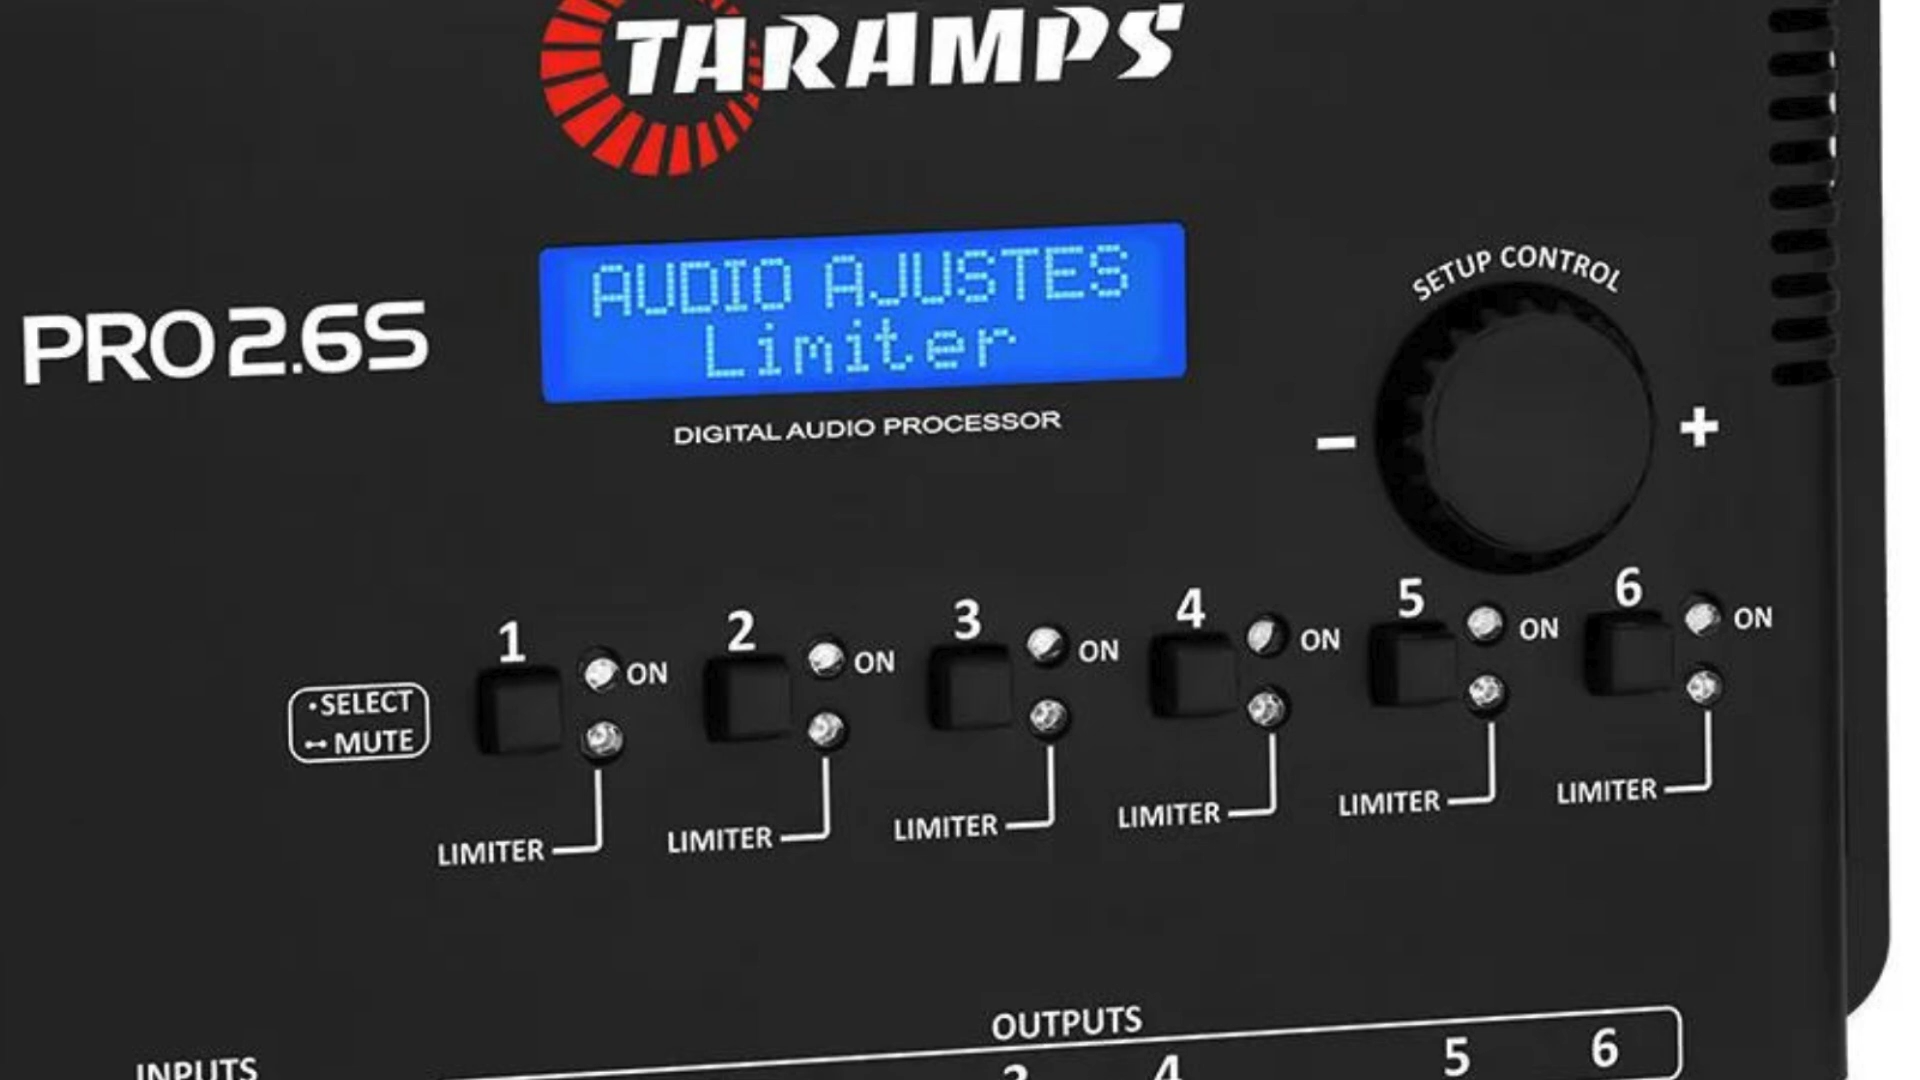 TARAMPS
AUDIO AJUSTES
Limiter
PRO 2.6S
DIGITAL AUDIO PROCESSOR
SETUP CONTROL
- +
1 2 3 4 5 6
ON ON ON ON ON ON
• SELECT
MUTE
LIMITER LIMITER LIMITER LIMITER LIMITER LIMITER
OUTPUTS
INPUTS
3 4 5 6